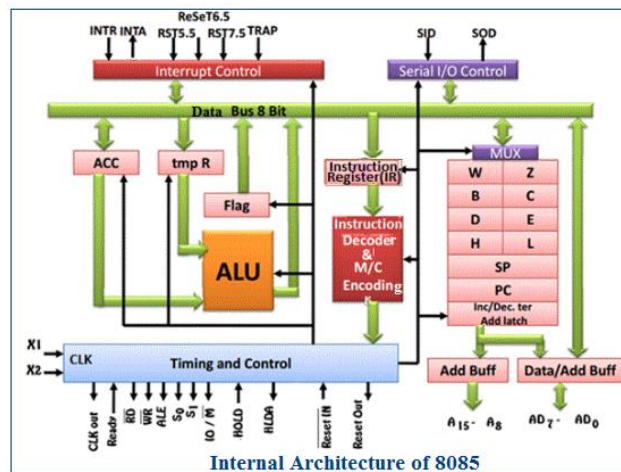 ReSeT6.5
INTR INTA RST5.5 RST7.5 TRAP
SID SOD
Interrupt Control
Serial I/O Control
Data Bus 8 Bit
ACC
tmp R
Flag
ALU
Instruction
Register(IR)
Instruction
Decoder
&
M/C
Encoding
MUX
W Z
B C
D E
H L
SP
PC
Inc/Dec. ter
Add latch
X1
X2
CLK
Timing and Control
Add Buff
Data/Add Buff
CLK out
Ready
R̅D̅
W̅R̅
ALE
S0
S1
IO / M̅
HOLD
HLDA
Reset IN
Reset Out
A15- A8
AD7- AD0
Internal Architecture of 8085